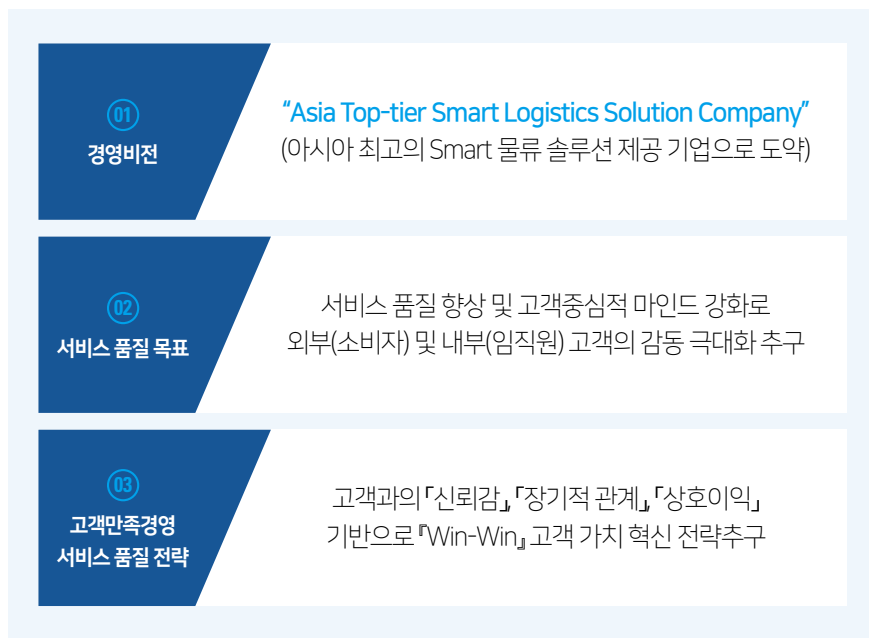 01
경영비전
“Asia Top-tier Smart Logistics Solution Company”
(아시아 최고의 Smart 물류 솔루션 제공 기업으로 도약)
02
서비스 품질 목표
서비스 품질 향상 및 고객중심적 마인드 강화로
외부(소비자) 및 내부(임직원) 고객의 감동 극대화 추구
03
고객만족경영
서비스 품질 전략
고객과의 「신뢰감」, 「장기적 관계」, 「상호이익」
기반으로 『Win-Win』 고객 가치 혁신 전략추구